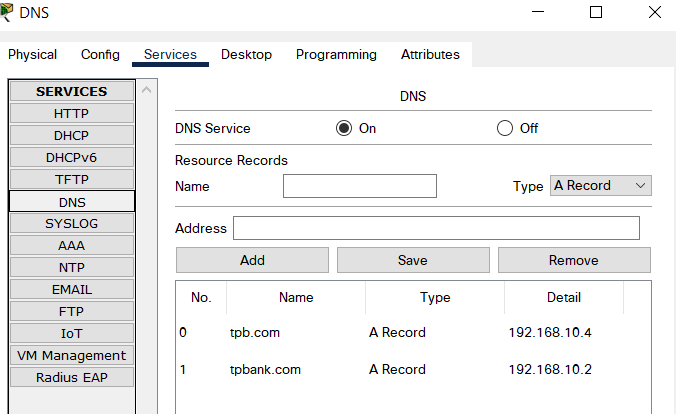 DNS
Physical Config Services Desktop Programming Attributes
SERVICES
HTTP
DHCP
DHCPv6
TFTP
DNS
SYSLOG
AAA
NTP
EMAIL
FTP
IoT
VM Management
Radius EAP
DNS
DNS Service On Off
Resource Records
Name Type A Record
Address
Add Save Remove
No. Name Type Detail
0 tpb.com A Record 192.168.10.4
1 tpbank.com A Record 192.168.10.2